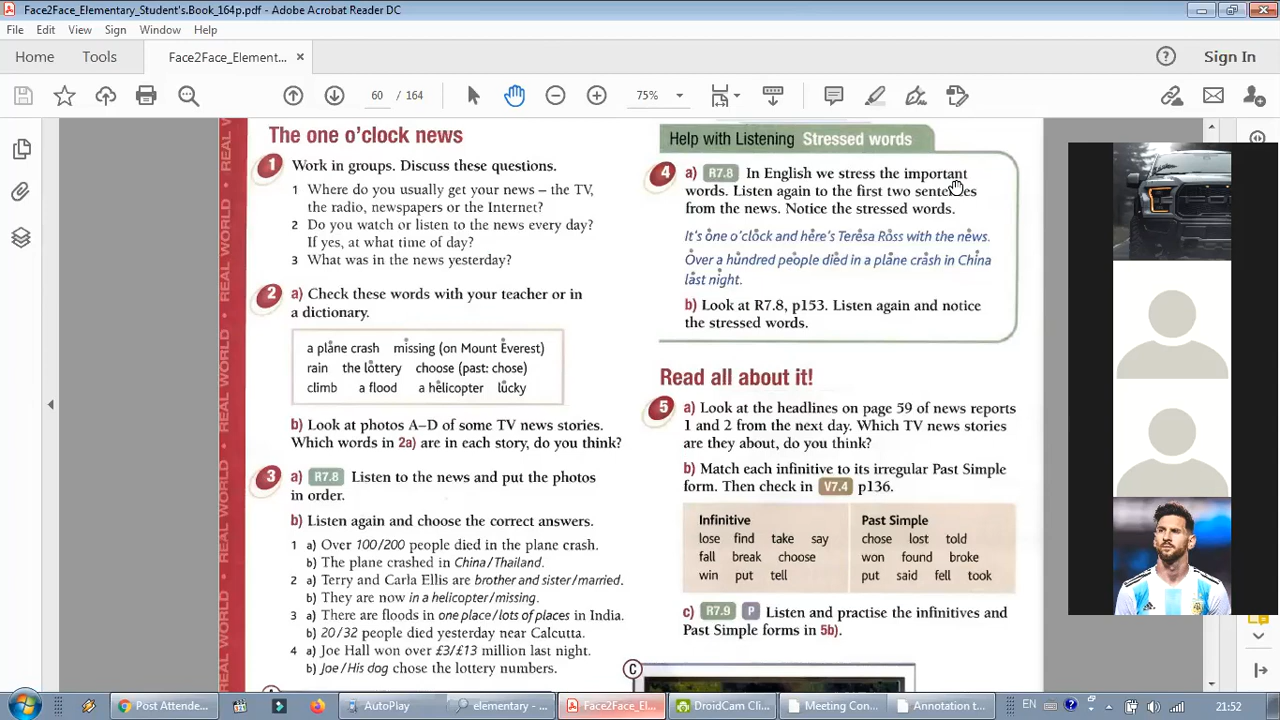 Face2Face_Elementary_Student's.Book_164p.pdf - Adobe Acrobat Reader DC
File Edit View Sign Window Help
Home Tools Face2Face_Element... × Sign In
60 / 164 75%
The one o'clock news
1 Work in groups. Discuss these questions.
1 Where do you usually get your news – the TV,
the radio, newspapers or the Internet?
2 Do you watch or listen to the news every day?
If yes, at what time of day?
3 What was in the news yesterday?
2 a) Check these words with your teacher or in
a dictionary.
a plane crash missing (on Mount Everest)
rain the lottery choose (past: chose)
climb a flood a helicopter lucky
b) Look at photos A–D of some TV news stories.
Which words in 2a) are in each story, do you think?
3 a) R7.8 Listen to the news and put the photos
in order.
b) Listen again and choose the correct answers.
1 a) Over 100/200 people died in the plane crash.
b) The plane crashed in China/Thailand.
2 a) Terry and Carla Ellis are brother and sister/married.
b) They are now in a helicopter/missing.
3 a) There are floods in one place/lots of places in India.
b) 20/32 people died yesterday near Calcutta.
4 a) Joe Hall won over £3/£13 million last night.
b) Joe/His dad chose the lottery numbers.
Help with Listening Stressed words
4 a) R7.8 In English we stress the important
words. Listen again to the first two sentences
from the news. Notice the stressed words.
It's one o'clock and here's Teresa Ross with the news.
Over a hundred people died in a plane crash in China
last night.
b) Look at R7.8, p153. Listen again and notice
the stressed words.
Read all about it!
5 a) Look at the headlines on page 59 of news reports
1 and 2 from the next day. Which TV news stories
are they about, do you think?
b) Match each infinitive to its irregular Past Simple
form. Then check in V7.4 p136.
Infinitive Past Simple
lose find take say chose lost told
fall break choose won found broke
win put tell put said fell took
c) R7.9 P Listen and practise the infinitives and
Past Simple forms in 5b).
C
REAL WORLD • REAL WORLD • REAL WORLD • REAL WORLD
Post Attende... AutoPlay elementary -... Face2Face_El... DroidCam Cli... Meeting Con... Annotation t... EN 21:52